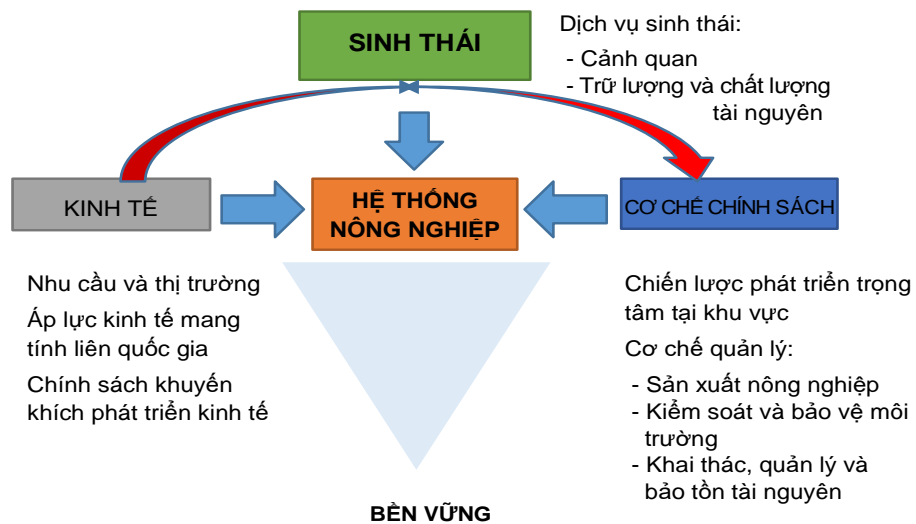 SINH THÁI
Dịch vụ sinh thái:
- Cảnh quan
- Trữ lượng và chất lượng
tài nguyên
KINH TẾ
HỆ THỐNG
NÔNG NGHIỆP
CƠ CHẾ CHÍNH SÁCH
Nhu cầu và thị trường
Áp lực kinh tế mang
tính liên quốc gia
Chính sách khuyến
khích phát triển kinh tế
Chiến lược phát triển trọng
tâm tại khu vực
Cơ chế quản lý:
- Sản xuất nông nghiệp
- Kiểm soát và bảo vệ môi
trường
- Khai thác, quản lý và
bảo tồn tài nguyên
BỀN VỮNG